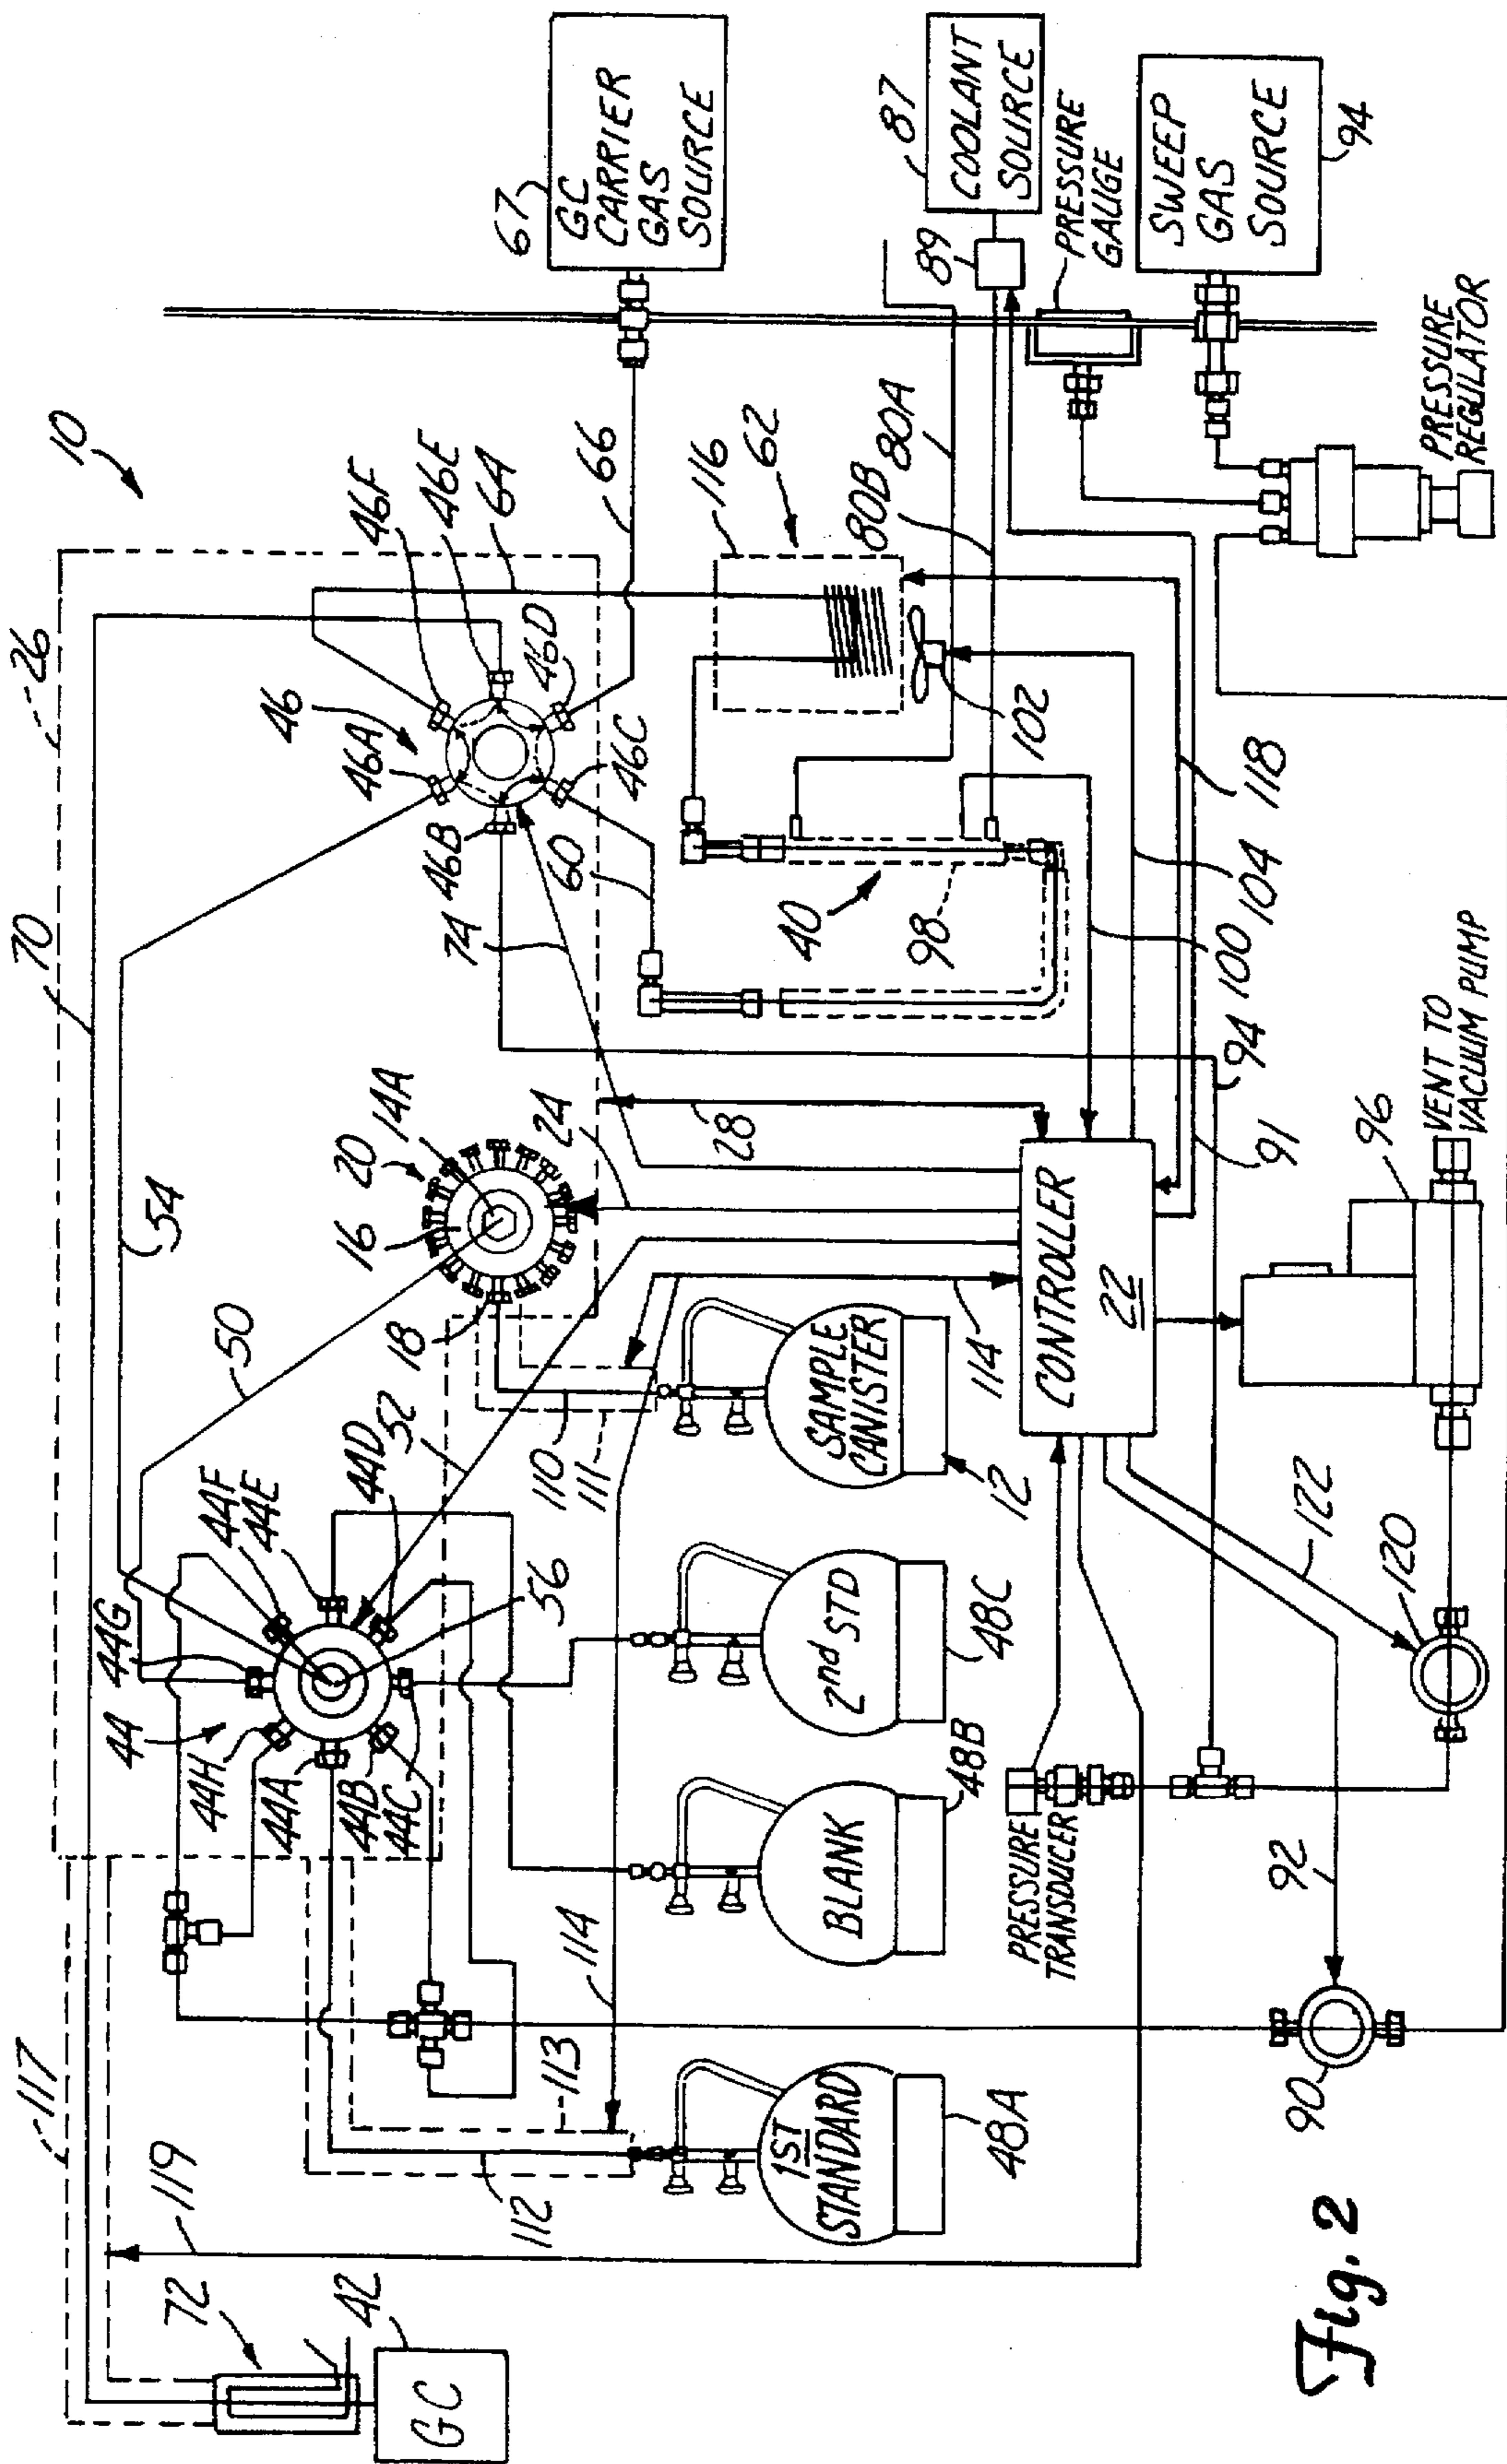 10
117
70
26
119
72
42
GC
44
44G
44F
44E
44H
44A
44B
44C
44D
56
52
50
54
20
14A
16
18
24
28
74
46
46A
46B
46C
46D
46E
46F
60
64
66
67
GC
CARRIER
GAS
SOURCE
116
62
80B
80A
87
COOLANT
SOURCE
89
PRESSURE
GAUGE
SWEEP
GAS
SOURCE
94
PRESSURE
REGULATOR
40
98
102
118
104
100
94
91
112
113
114
110
111
114
1ST
STANDARD
48A
BLANK
48B
2nd STD
48C
SAMPLE
CANISTER
12
CONTROLLER
22
PRESSURE
TRANSDUCER
92
90
122
120
96
VENT TO
VACUUM PUMP
Fig. 2